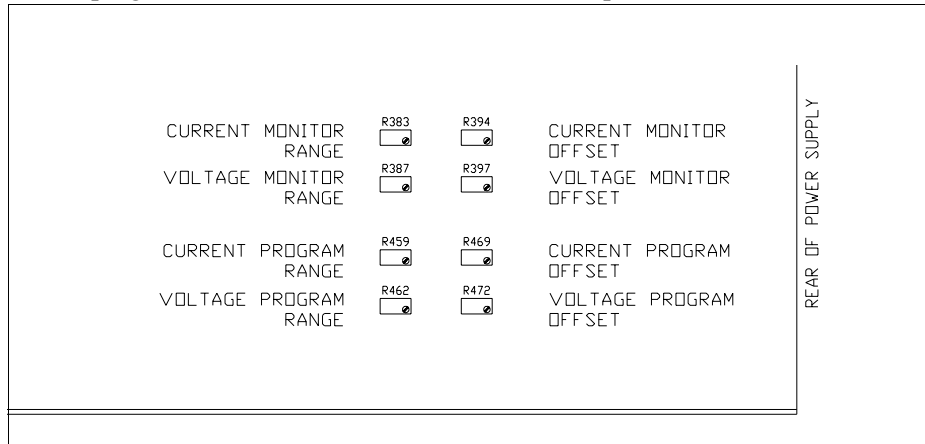 CURRENT MONITOR RANGE
R383
R394
CURRENT MONITOR OFFSET
VOLTAGE MONITOR RANGE
R387
R397
VOLTAGE MONITOR OFFSET
CURRENT PROGRAM RANGE
R459
R469
CURRENT PROGRAM OFFSET
VOLTAGE PROGRAM RANGE
R462
R472
VOLTAGE PROGRAM OFFSET
REAR OF POWER SUPPLY